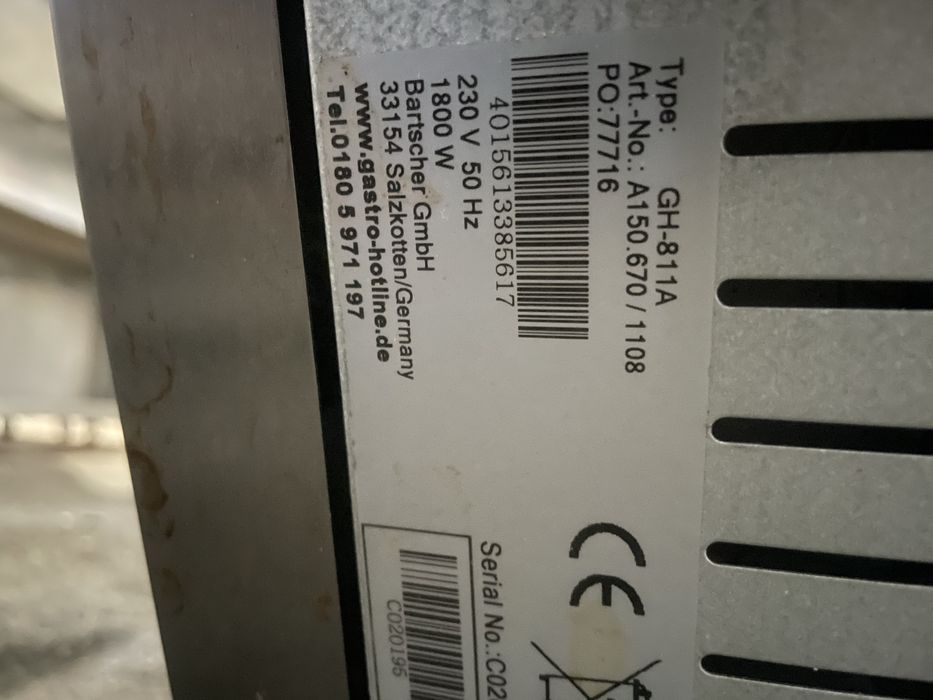 Type: GH-811A
Art.-No.: A150.670 / 1108
PO:77716
4015613385617
230 V 50 Hz
1800 W
Bartscher GmbH
33154 Salzkotten/Germany
www.gastro-hotline.de
Tel.0180 5 971 197
CE
Serial No.:C02
C020195